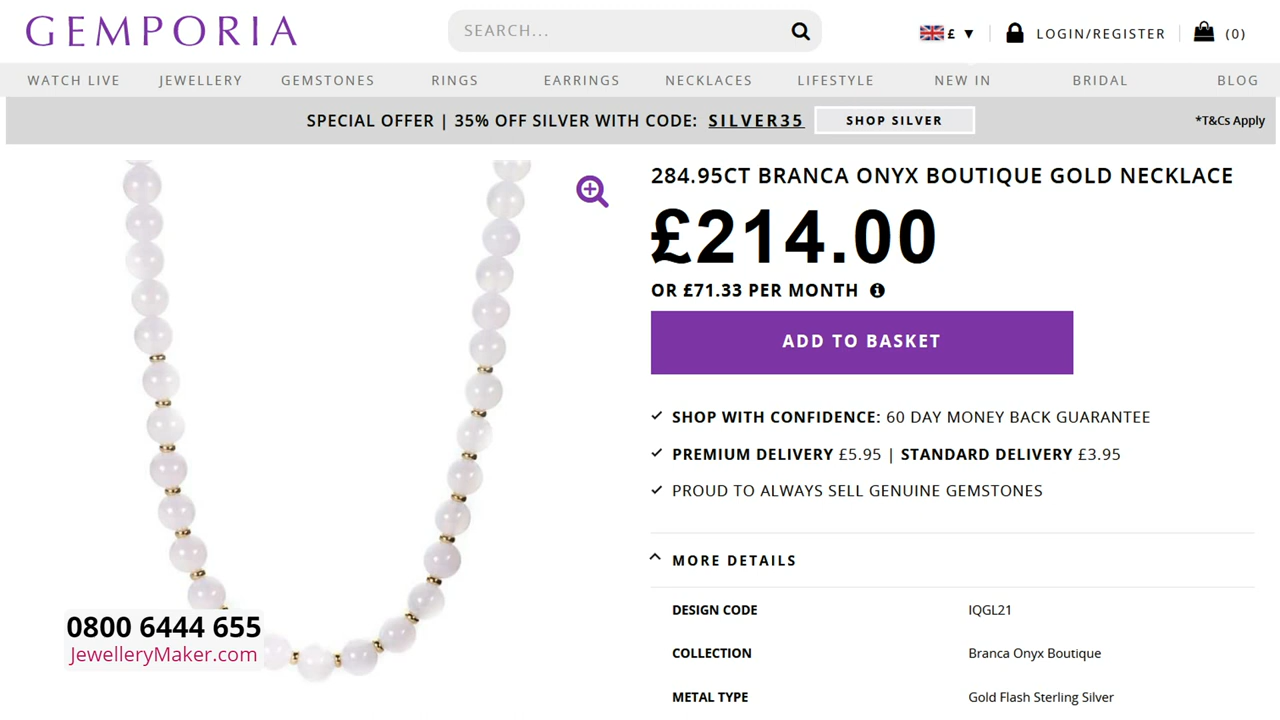 GEMPORIA
SEARCH...
£ ▼
LOGIN/REGISTER
(0)
WATCH LIVE JEWELLERY GEMSTONES RINGS EARRINGS NECKLACES LIFESTYLE NEW IN BRIDAL BLOG
SPECIAL OFFER | 35% OFF SILVER WITH CODE: SILVER35 SHOP SILVER *T&Cs Apply
284.95CT BRANCA ONYX BOUTIQUE GOLD NECKLACE
£214.00
OR £71.33 PER MONTH
ADD TO BASKET
SHOP WITH CONFIDENCE: 60 DAY MONEY BACK GUARANTEE
PREMIUM DELIVERY £5.95 | STANDARD DELIVERY £3.95
PROUD TO ALWAYS SELL GENUINE GEMSTONES
MORE DETAILS
DESIGN CODE IQGL21
COLLECTION Branca Onyx Boutique
METAL TYPE Gold Flash Sterling Silver
0800 6444 655
JewelleryMaker.com